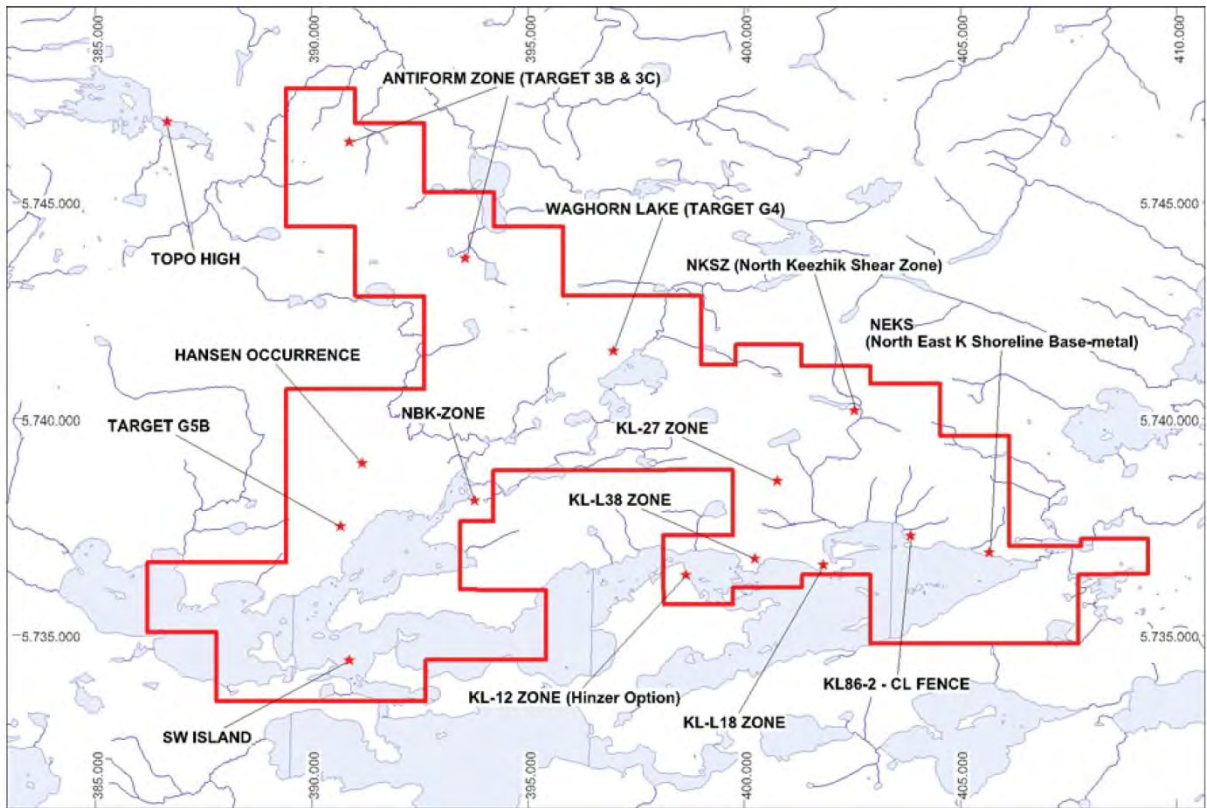 385.000
390.000
395.000
400.000
405.000
410.000
ANTIFORM ZONE (TARGET 3B & 3C)
5.745.000
5.745.000
WAGHORN LAKE (TARGET G4)
TOPO HIGH
NKSZ (North Keezhik Shear Zone)
NEKS
(North East K Shoreline Base-metal)
HANSEN OCCURRENCE
NBK-ZONE
5.740.000
5.740.000
TARGET G5B
KL-27 ZONE
KL-L38 ZONE
5.735.000
5.735.000
KL86-2 - CL FENCE
KL-12 ZONE (Hinzer Option)
KL-L18 ZONE
SW ISLAND
385.000
390.000
395.000
400.000
405.000
410.000